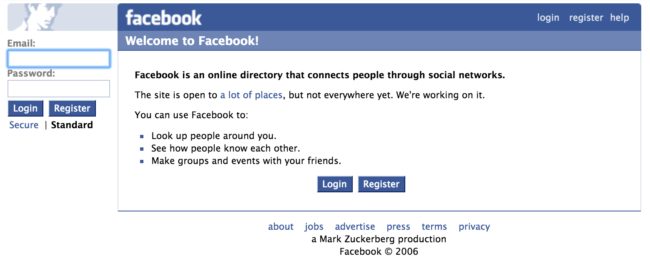 facebook
login register help
Email:
Password:
Login Register
Secure | Standard
Welcome to Facebook!
Facebook is an online directory that connects people through social networks.
The site is open to a lot of places, but not everywhere yet. We're working on it.
You can use Facebook to:
Look up people around you.
See how people know each other.
Make groups and events with your friends.
Login Register
about jobs advertise press terms privacy
a Mark Zuckerberg production
Facebook © 2006